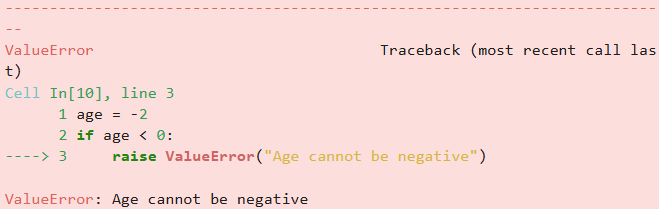 ---------------------------------------------------------------------------
ValueError                                Traceback (most recent call las
t)
Cell In[10], line 3
      1 age = -2
      2 if age < 0:
----> 3     raise ValueError("Age cannot be negative")

ValueError: Age cannot be negative